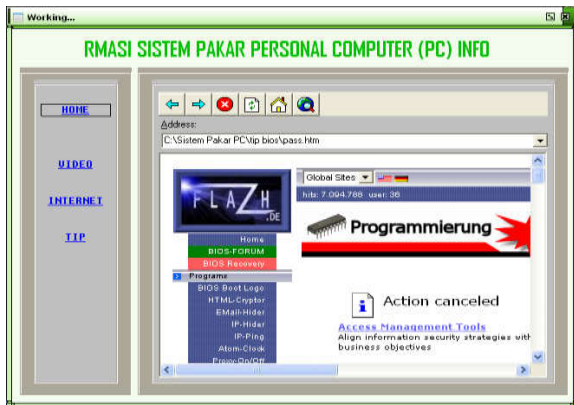 Working...
RMASI SISTEM PAKAR PERSONAL COMPUTER (PC) INFO
HOME
VIDEO
INTERNET
TIP
Address:
C:\Sistem Pakar PC\tip bios\pass.htm
FLAZH
.DE
Home
BIOS-FORUM
BIOS Recovery
Programs
BIOS Boot Logo
HTML-Cryptor
EMail-Hider
IP-Hider
IP-Ping
Atom-Clock
Proxy-On/Off
Global Sites
hits: 7.094.786 user: 36
Programmierung
Action canceled
Access Management Tools
Align information security strategies with
business objectives